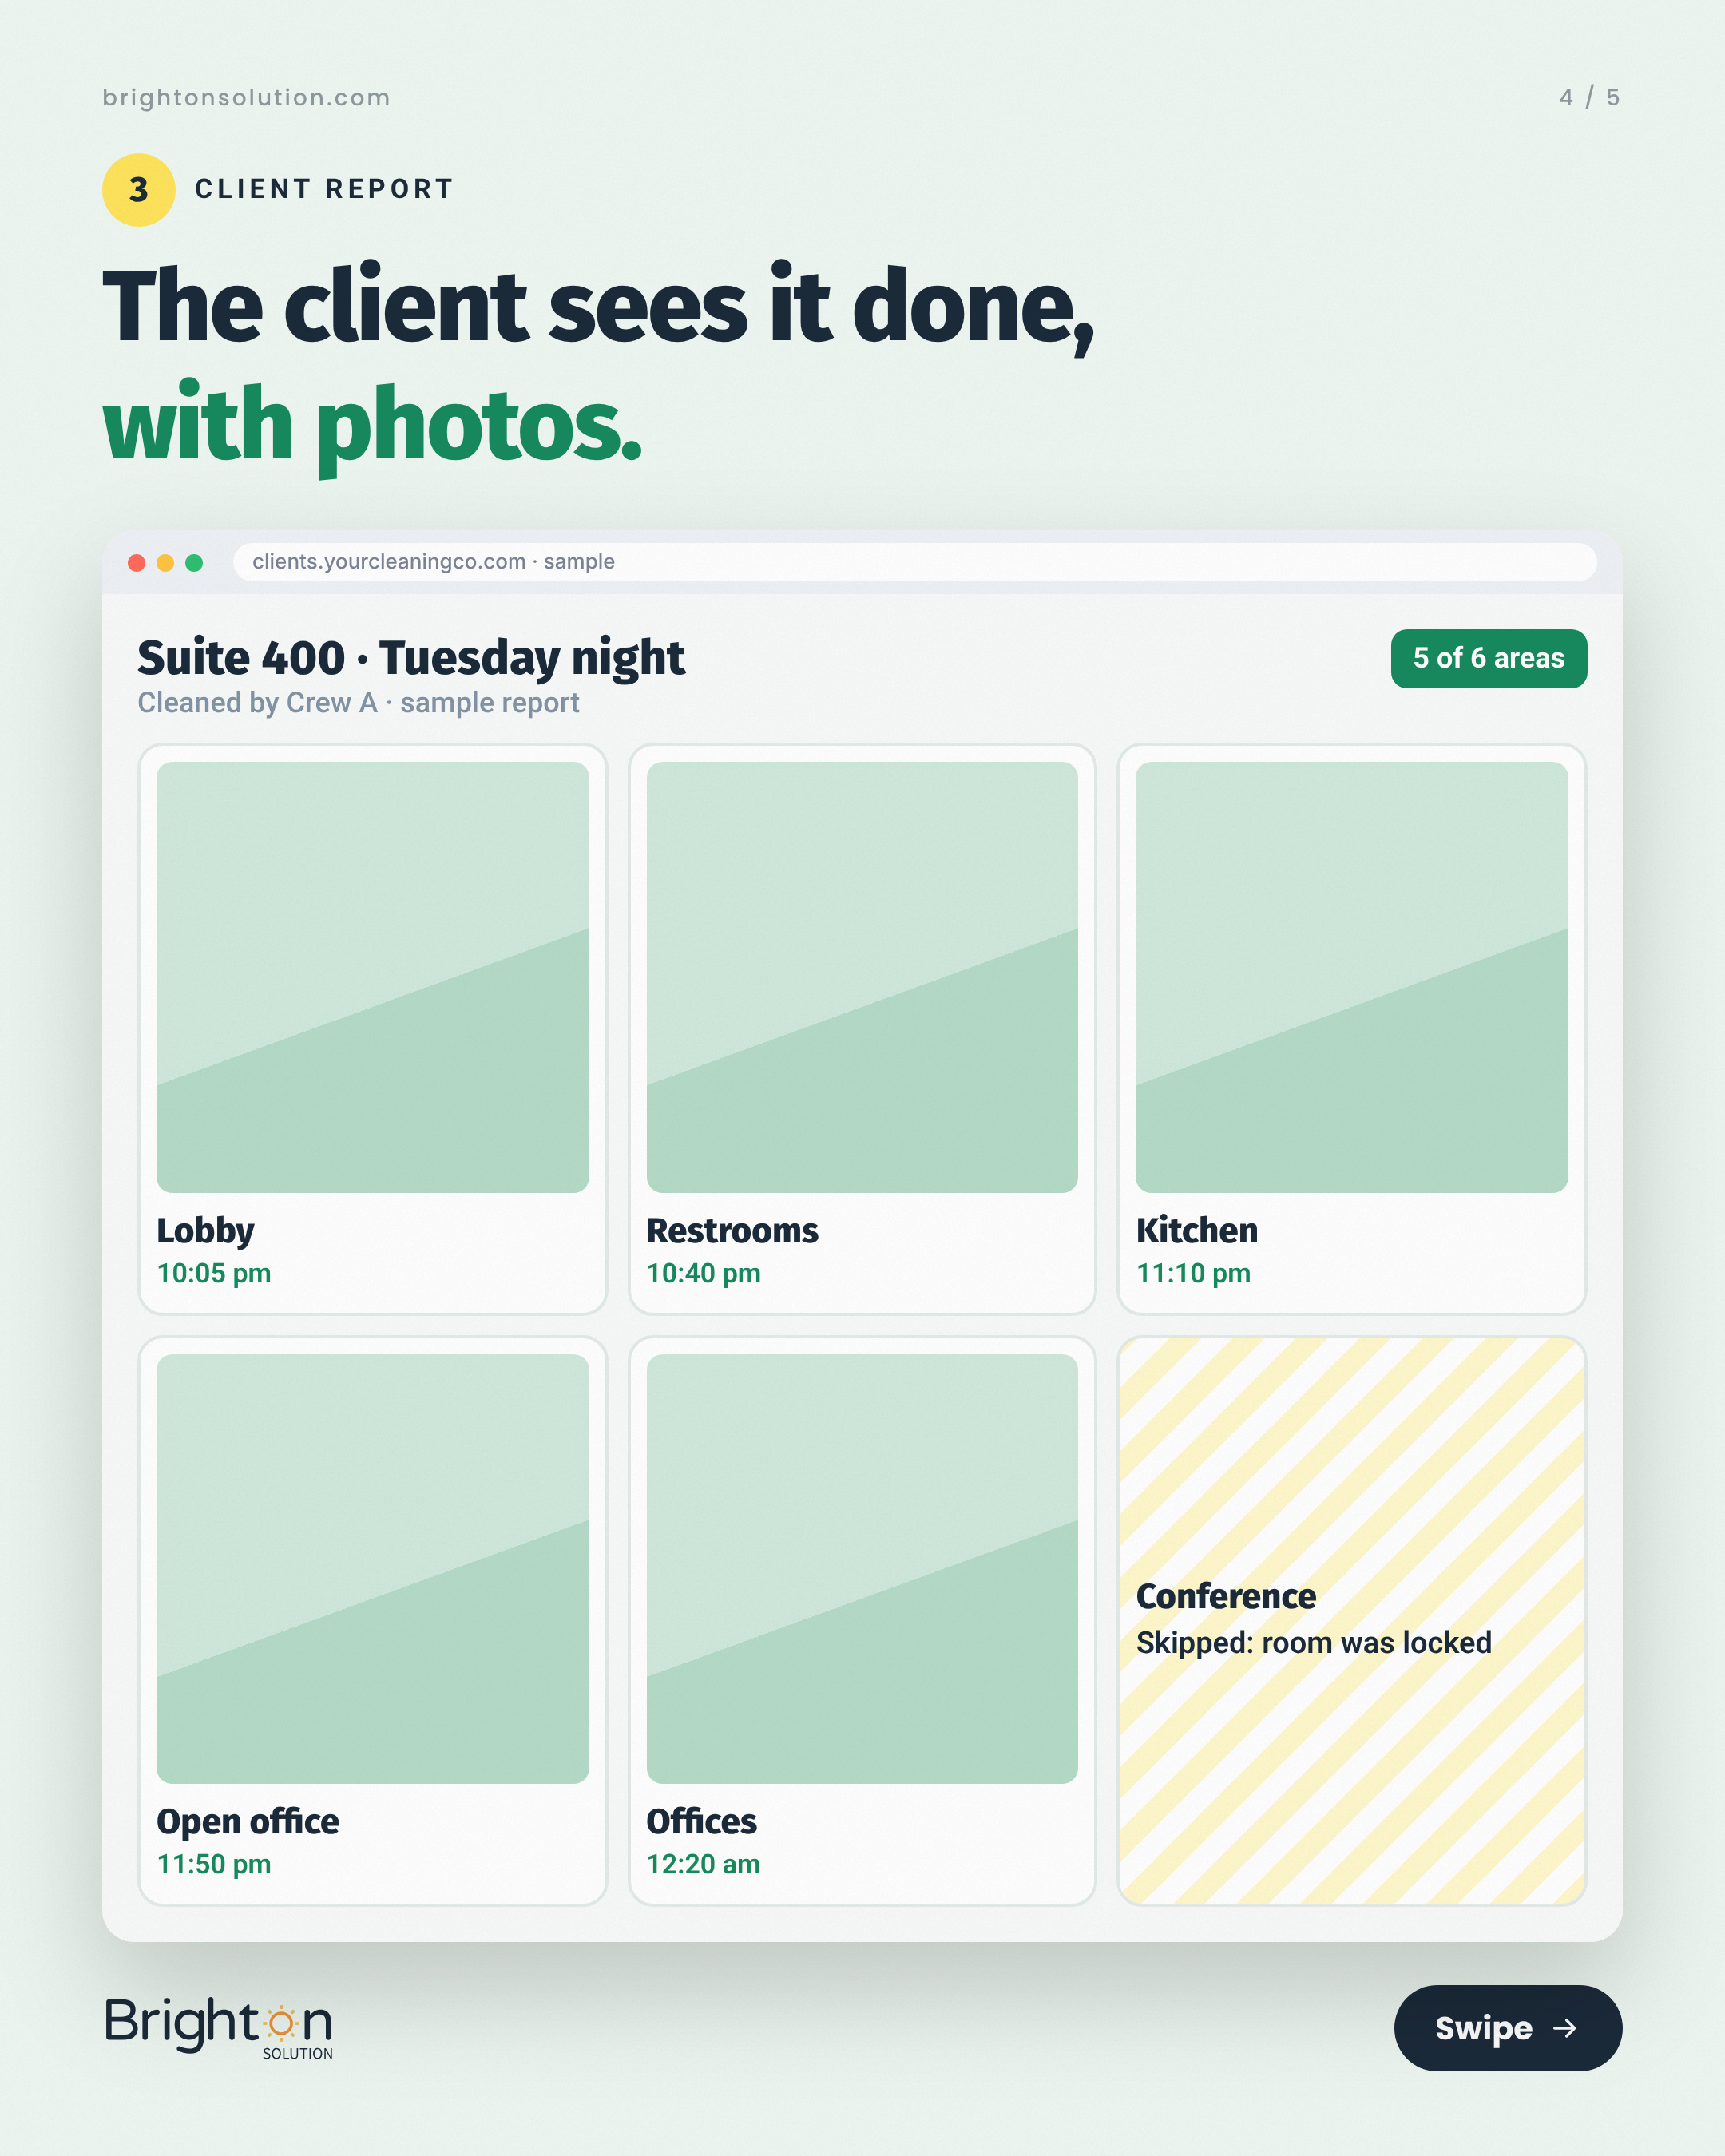 brightonsolution.com
4 / 5
3 CLIENT REPORT
The client sees it done,
with photos.
clients.yourcleaningco.com · sample
Suite 400 · Tuesday night
5 of 6 areas
Cleaned by Crew A · sample report
Lobby
10:05 pm
Restrooms
10:40 pm
Kitchen
11:10 pm
Open office
11:50 pm
Offices
12:20 am
Conference
Skipped: room was locked
Brighton
SOLUTION
Swipe →